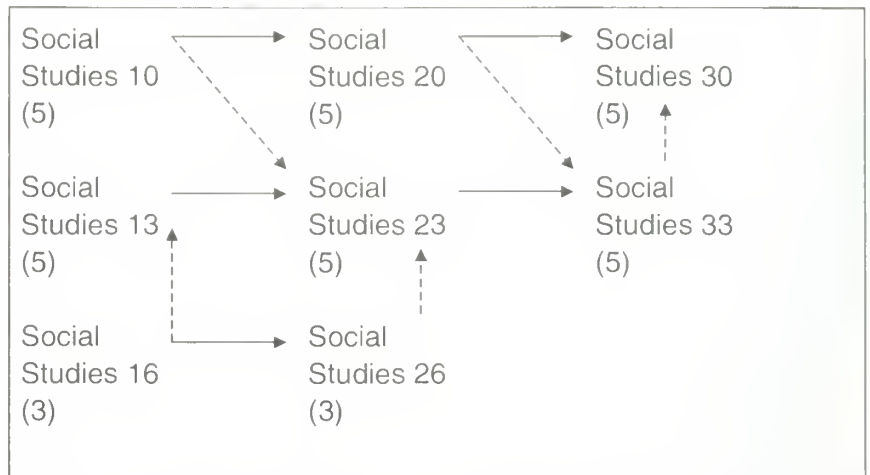 Social
Studies 10
(5)
Social
Studies 20
(5)
Social
Studies 30
(5)
Social
Studies 13
(5)
Social
Studies 23
(5)
Social
Studies 33
(5)
Social
Studies 16
(3)
Social
Studies 26
(3)